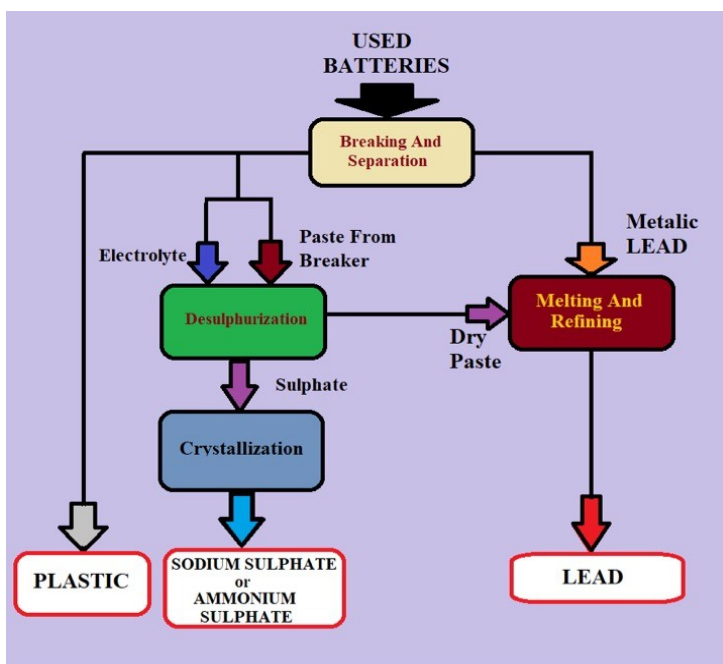 USED
BATTERIES
Breaking And
Separation
Electrolyte
Paste From
Breaker
Metalic
LEAD
Desulphurization
Melting And
Refining
Dry
Paste
Sulphate
Crystallization
PLASTIC
SODIUM SULPHATE
or
AMMONIUM
SULPHATE
LEAD